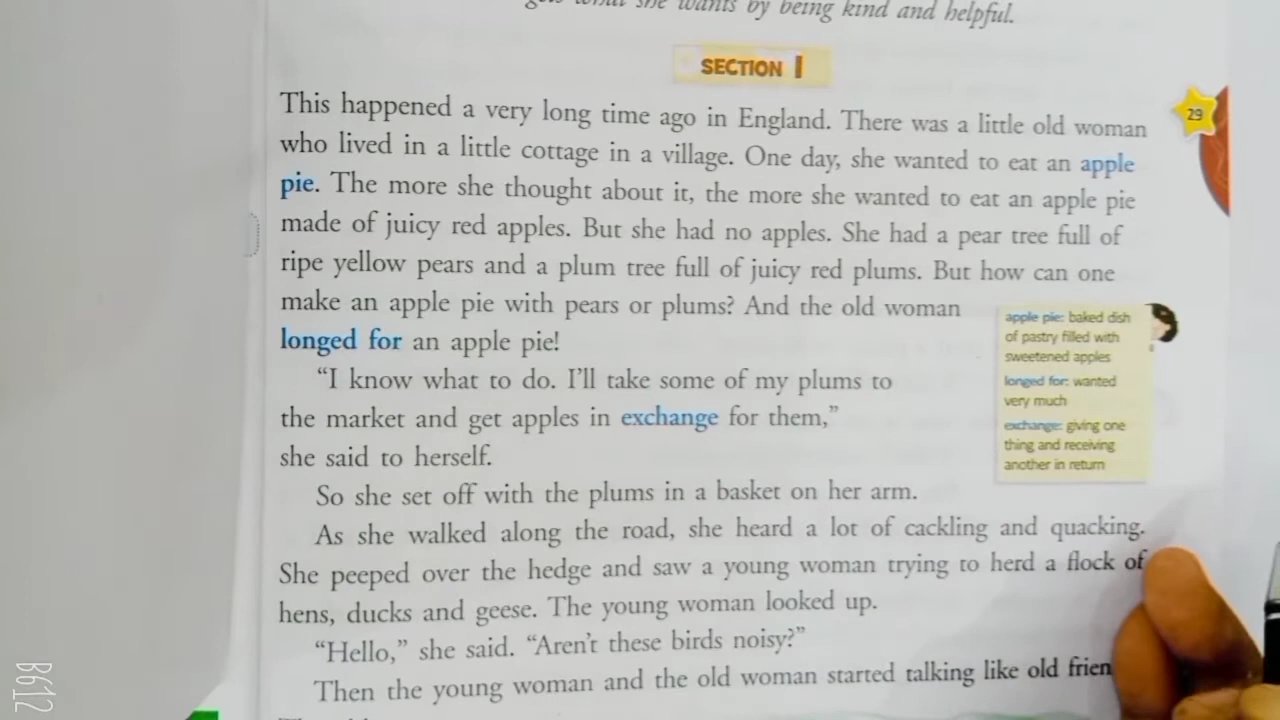 what she wants by being kind and helpful.
SECTION I
29
This happened a very long time ago in England. There was a little old woman
who lived in a little cottage in a village. One day, she wanted to eat an apple
pie. The more she thought about it, the more she wanted to eat an apple pie
made of juicy red apples. But she had no apples. She had a pear tree full of
ripe yellow pears and a plum tree full of juicy red plums. But how can one
make an apple pie with pears or plums? And the old woman
longed for an apple pie!
"I know what to do. I'll take some of my plums to
the market and get apples in exchange for them,"
she said to herself.
So she set off with the plums in a basket on her arm.
As she walked along the road, she heard a lot of cackling and quacking.
She peeped over the hedge and saw a young woman trying to herd a flock of
hens, ducks and geese. The young woman looked up.
"Hello," she said. "Aren't these birds noisy?"
Then the young woman and the old woman started talking like old frien
apple pie: baked dish
of pastry filled with
sweetened apples
longed for: wanted
very much
exchange: giving one
thing and receiving
another in return
B612